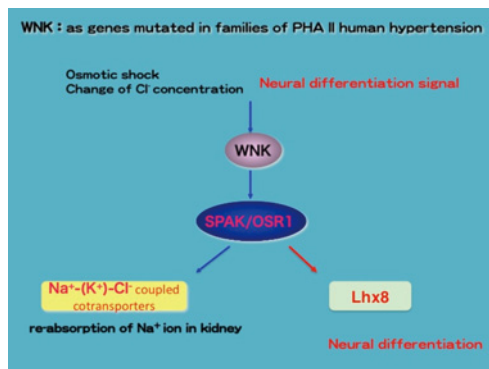 WNK : as genes mutated in families of PHA II human hypertension
Osmotic shock
Change of Cl⁻ concentration
Neural differentiation signal
WNK
SPAK/OSR1
Na⁺-(K⁺)-Cl⁻ coupled
cotransporters
Lhx8
re-absorption of Na⁺ ion in kidney
Neural differentiation